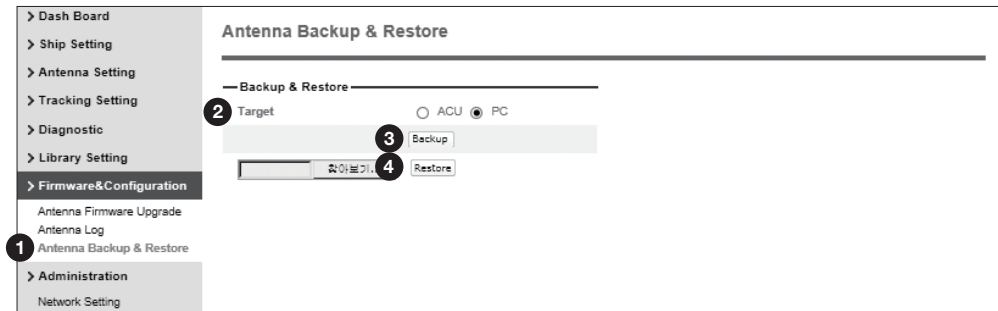 > Dash Board
> Ship Setting
> Antenna Setting
> Tracking Setting
> Diagnostic
> Library Setting
> Firmware&Configuration
Antenna Firmware Upgrade
Antenna Log
1 Antenna Backup & Restore
> Administration
Network Setting
Antenna Backup & Restore
Backup & Restore
2 Target ACU PC
3 Backup
찾아보기.. 4 Restore